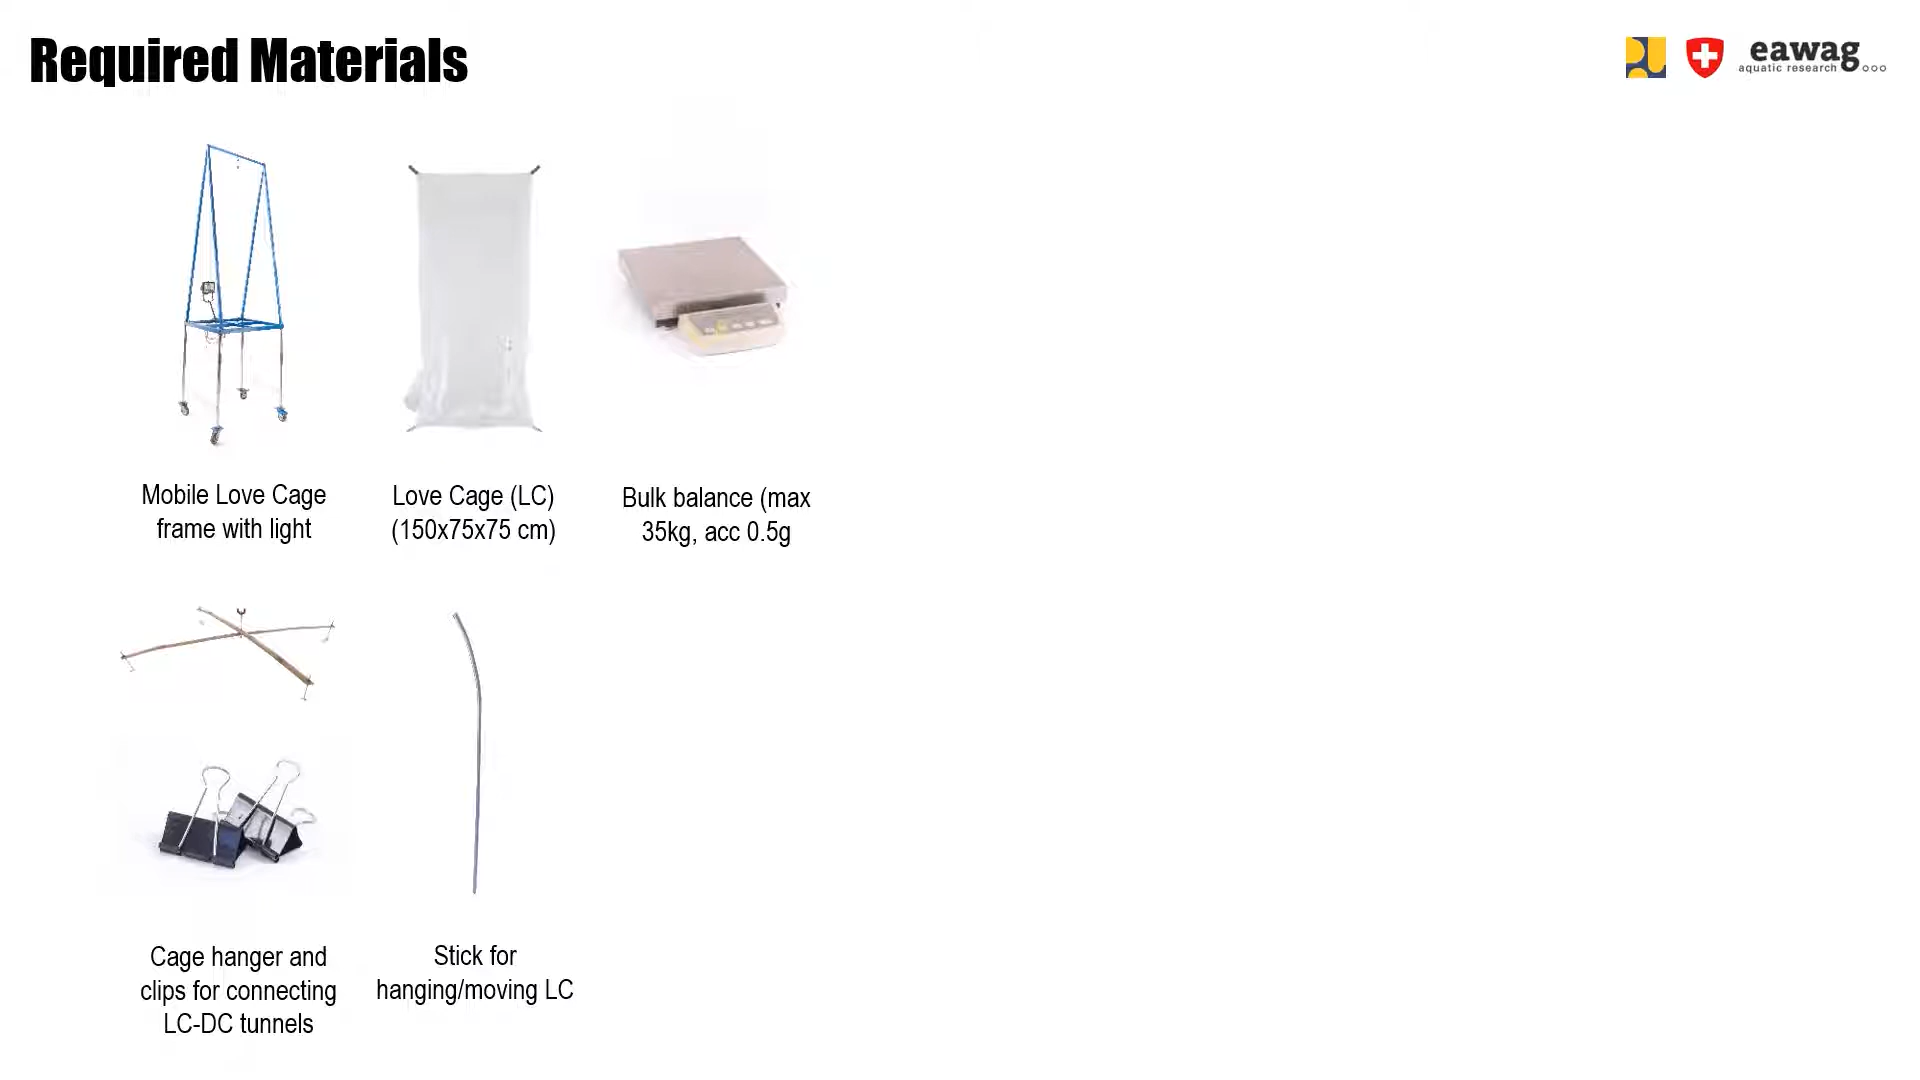 Required Materials
eawag
aquatic research
Mobile Love Cage
frame with light
Love Cage (LC)
(150x75x75 cm)
Bulk balance (max
35kg, acc 0.5g
Cage hanger and
clips for connecting
LC-DC tunnels
Stick for
hanging/moving LC